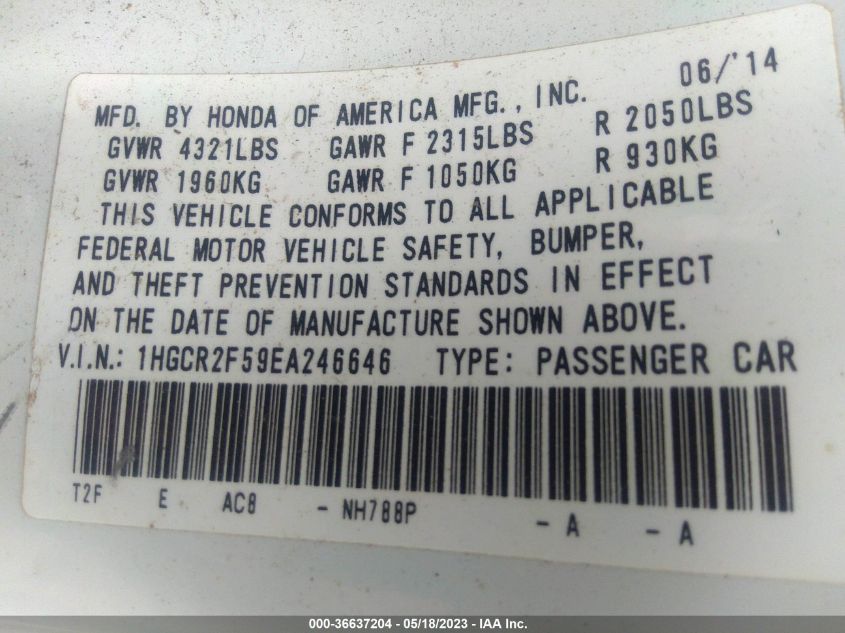 06/'14
MFD. BY HONDA OF AMERICA MFG., INC.
GVWR 4321LBS GAWR F 2315LBS R 2050LBS
GVWR 1960KG GAWR F 1050KG R 930KG
THIS VEHICLE CONFORMS TO ALL APPLICABLE
FEDERAL MOTOR VEHICLE SAFETY, BUMPER,
AND THEFT PREVENTION STANDARDS IN EFFECT
ON THE DATE OF MANUFACTURE SHOWN ABOVE.
V.I.N.: 1HGCR2F59EA246646 TYPE: PASSENGER CAR
T2F E AC8 - NH788P - A - A
000-36637204 - 05/18/2023 - IAA Inc.